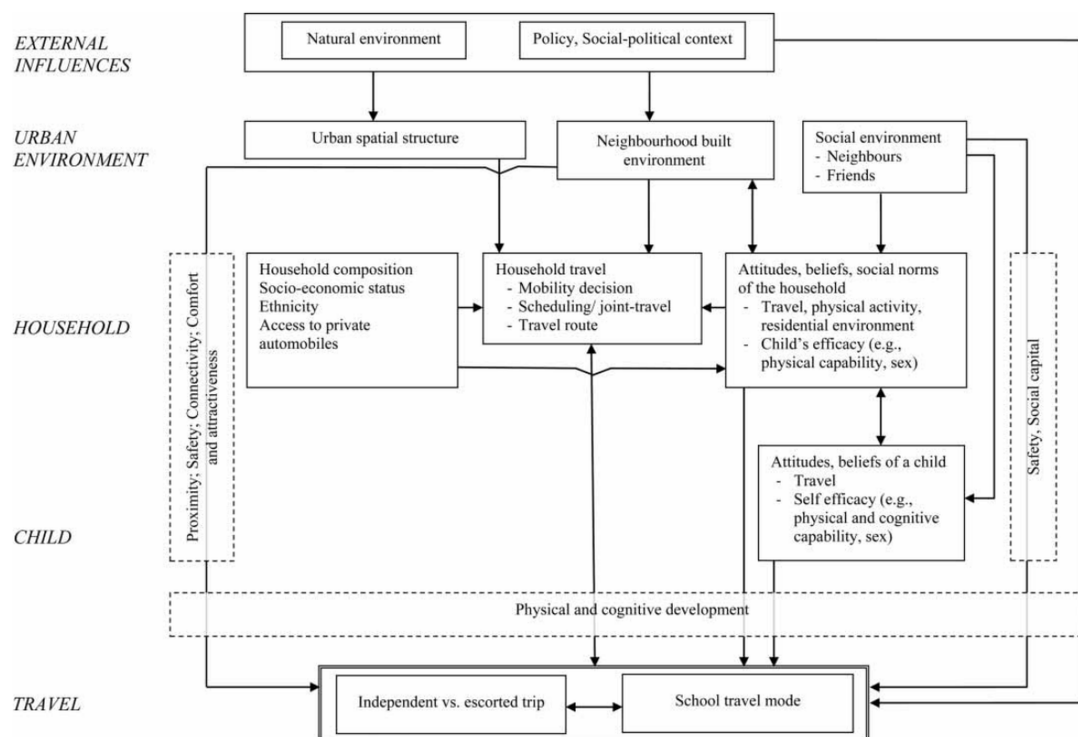 EXTERNAL
INFLUENCES
Natural environment
Policy, Social-political context
URBAN
ENVIRONMENT
Urban spatial structure
Neighbourhood built
environment
Social environment
- Neighbours
- Friends
HOUSEHOLD
Proximity; Safety; Connectivity; Comfort
and attractiveness
Household composition
Socio-economic status
Ethnicity
Access to private
automobiles
Household travel
- Mobility decision
- Scheduling/ joint-travel
- Travel route
Attitudes, beliefs, social norms
of the household
- Travel, physical activity,
residential environment
- Child's efficacy (e.g.,
physical capability, sex)
Safety, Social capital
CHILD
Attitudes, beliefs of a child
- Travel
- Self efficacy (e.g.,
physical and cognitive
capability, sex)
Physical and cognitive development
TRAVEL
Independent vs. escorted trip
School travel mode